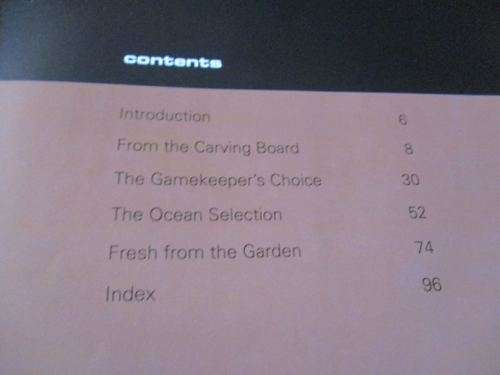 contents
Introduction 6
From the Carving Board 8
The Gamekeeper's Choice 30
The Ocean Selection 52
Fresh from the Garden 74
Index 96